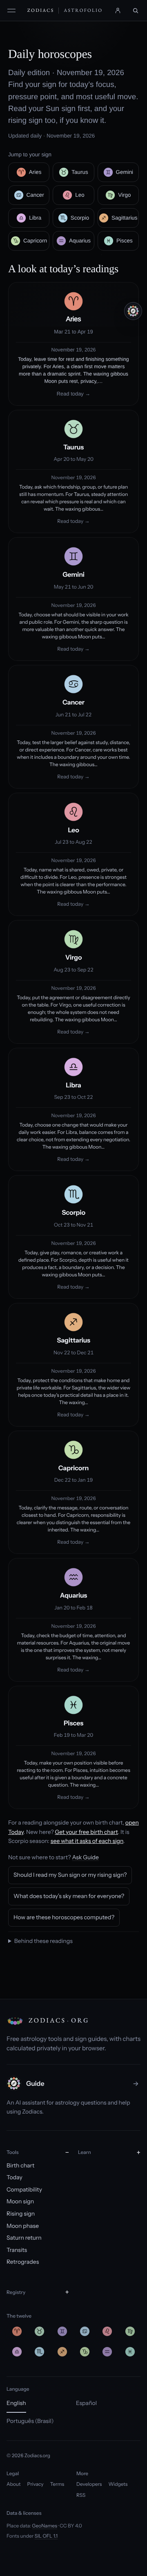 ZODIACS | ASTROFOLIO
Daily horoscopes
Daily edition · November 19, 2026
Find your sign for today's focus,
pressure point, and most useful move.
Read your Sun sign first, and your
rising sign too, if you know it.
Updated daily · November 19, 2026
Jump to your sign
Aries
Taurus
Gemini
Cancer
Leo
Virgo
Libra
Scorpio
Sagittarius
Capricorn
Aquarius
Pisces
A look at today's readings
Aries
Mar 21 to Apr 19
November 19, 2026
Today, leave time for rest and finishing something
privately. For Aries, a clean first move matters
more than a dramatic sprint. The waxing gibbous
Moon puts rest, privacy,...
Read today →
Taurus
Apr 20 to May 20
November 19, 2026
Today, ask which friendship, group, or future plan
still has momentum. For Taurus, steady attention
can reveal what is shared and which piece can
wait. The waxing gibbous...
Read today →
Gemini
May 21 to Jun 20
November 19, 2026
Today, choose what should be visible in your work
and public role. For Gemini, the sharp question is
more valuable than another answer. The waxing
gibbous Moon puts...
Read today →
Cancer
Jun 21 to Jul 22
November 19, 2026
Today, test the larger belief against study, distance,
or direct experience. For Cancer, care works best
when it includes a boundary around your own time.
The waxing gibbous...
Read today →
Leo
Jul 23 to Aug 22
November 19, 2026
Today, name what is shared, owed, private, or
difficult to divide. For Leo, presence is strongest
when the point is clearer than the performance.
The waxing gibbous Moon puts...
Read today →
Virgo
Aug 23 to Sep 22
November 19, 2026
Today, put the agreement or disagreement directly
on the table. For Virgo, one useful correction is
enough; the whole system does not need
rebuilding. The waxing gibbous Moon...
Read today →
Libra
Sep 23 to Oct 22
November 19, 2026
Today, choose one change that would make your
daily work easier. For Libra, balance comes from a
clear choice, not from extending every negotiation.
The waxing gibbous Moon...
Read today →
Scorpio
Oct 23 to Nov 21
November 19, 2026
Today, give play, romance, or creative work a
defined place. For Scorpio, depth is useful when it
produces a fact, a boundary, or a decision. The
waxing gibbous Moon puts...
Read today →
Sagittarius
Nov 22 to Dec 21
November 19, 2026
Today, protect the conditions that make home and
private life workable. For Sagittarius, the wider view
helps once today's practical detail has a place in it.
The waxing...
Read today →
Capricorn
Dec 22 to Jan 19
November 19, 2026
Today, clarify the message, route, or conversation
closest to hand. For Capricorn, responsibility is
clearer when you distinguish the essential from the
inherited. The waxing...
Read today →
Aquarius
Jan 20 to Feb 18
November 19, 2026
Today, check the budget of time, attention, and
material resources. For Aquarius, the original move
is one that improves the system, not merely
surprises it. The waxing...
Read today →
Pisces
Feb 19 to Mar 20
November 19, 2026
Today, make your own position visible before
reacting to the room. For Pisces, intuition becomes
useful after it is given a boundary and a concrete
question. The waxing...
Read today →
For a reading alongside your own birth chart, open
Today. New here? Get your free birth chart. It is
Scorpio season: see what it asks of each sign.
Not sure where to start? Ask Guide
Should I read my Sun sign or my rising sign?
What does today's sky mean for everyone?
How are these horoscopes computed?
▶ Behind these readings
ZODIACS·ORG
Free astrology tools and sign guides, with charts
calculated privately in your browser.
Guide →
An AI assistant for astrology questions and help
using Zodiacs.
Tools −
Learn +
Birth chart
Today
Compatibility
Moon sign
Rising sign
Moon phase
Saturn return
Transits
Retrogrades
Registry +
The twelve
Language
English
Español
Português (Brasil)
© 2026 Zodiacs.org
Legal
More
About Privacy Terms
Developers Widgets
RSS
Data & licenses
Place data: GeoNames · CC BY 4.0
Fonts under SIL OFL 1.1